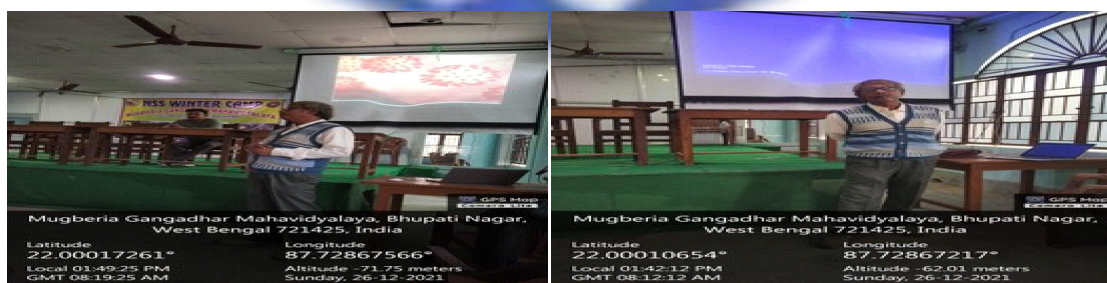 NSS WINTER CAMP
GPS Map
Camera Lite
Mugberia Gangadhar Mahavidyalaya, Bhupati Nagar,
West Bengal 721425, India
Latitude
22.00017261°
Longitude
87.72867566°
Local 01:49:25 PM
GMT 08:19:25 AM
Altitude -71.75 meters
Sunday, 26-12-2021
GPS Map
Camera Lite
Mugberia Gangadhar Mahavidyalaya, Bhupati Nagar,
West Bengal 721425, India
Latitude
22.00010654°
Longitude
87.72867217°
Local 01:42:12 PM
GMT 08:12:12 AM
Altitude -62.01 meters
Sunday, 26-12-2021